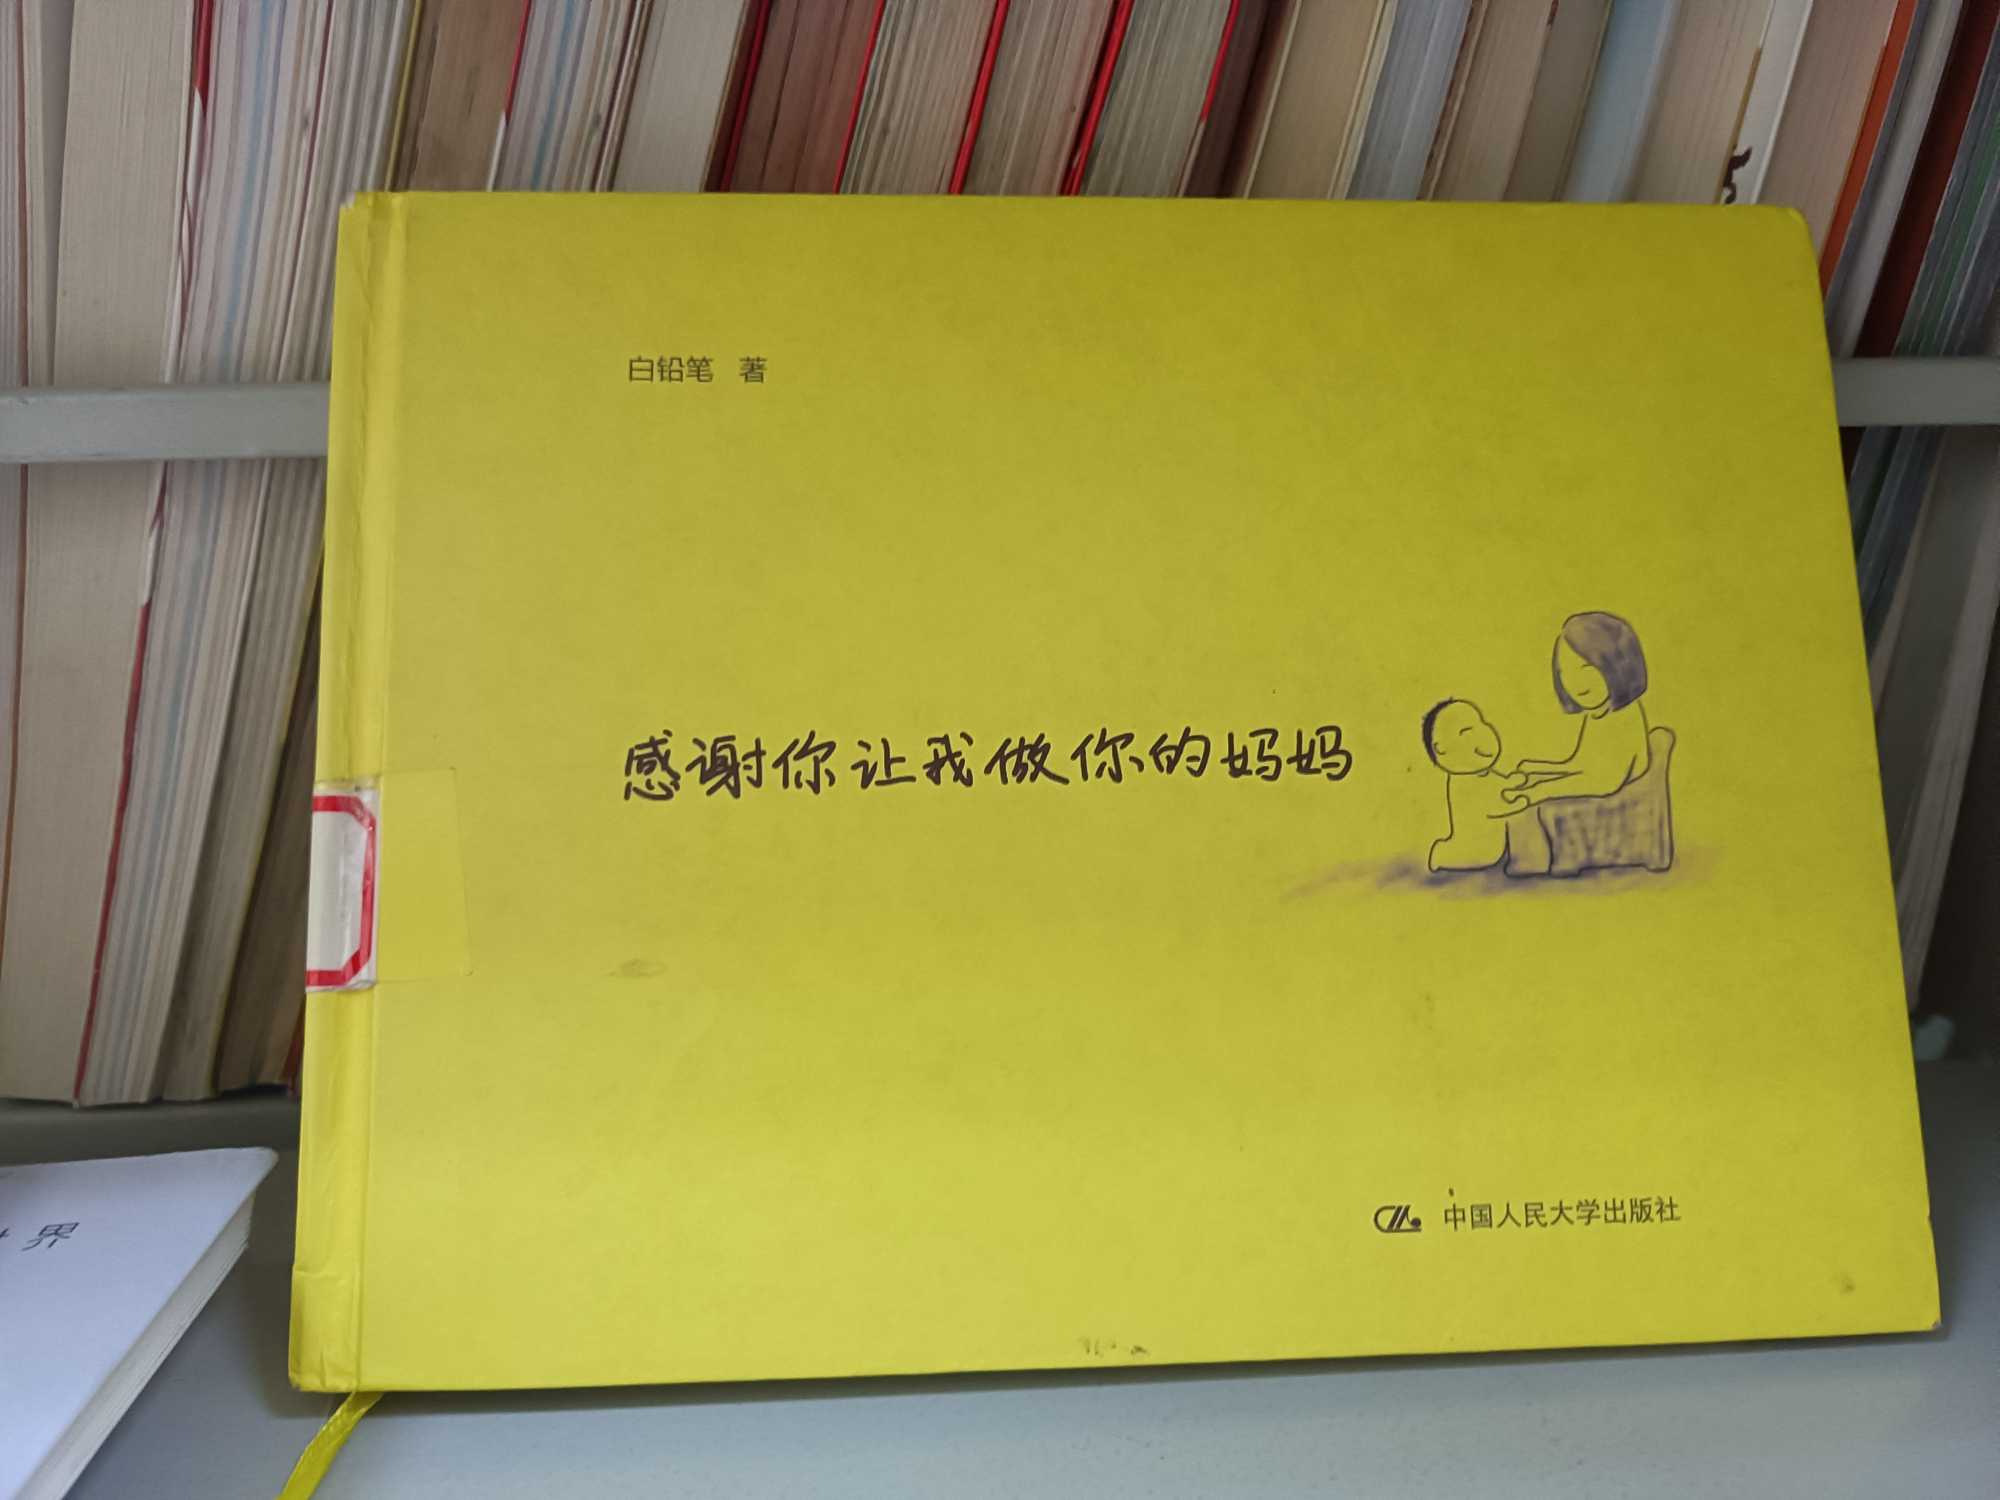 白铅笔 著
感谢你让我做你的妈妈
中国人民大学出版社
界